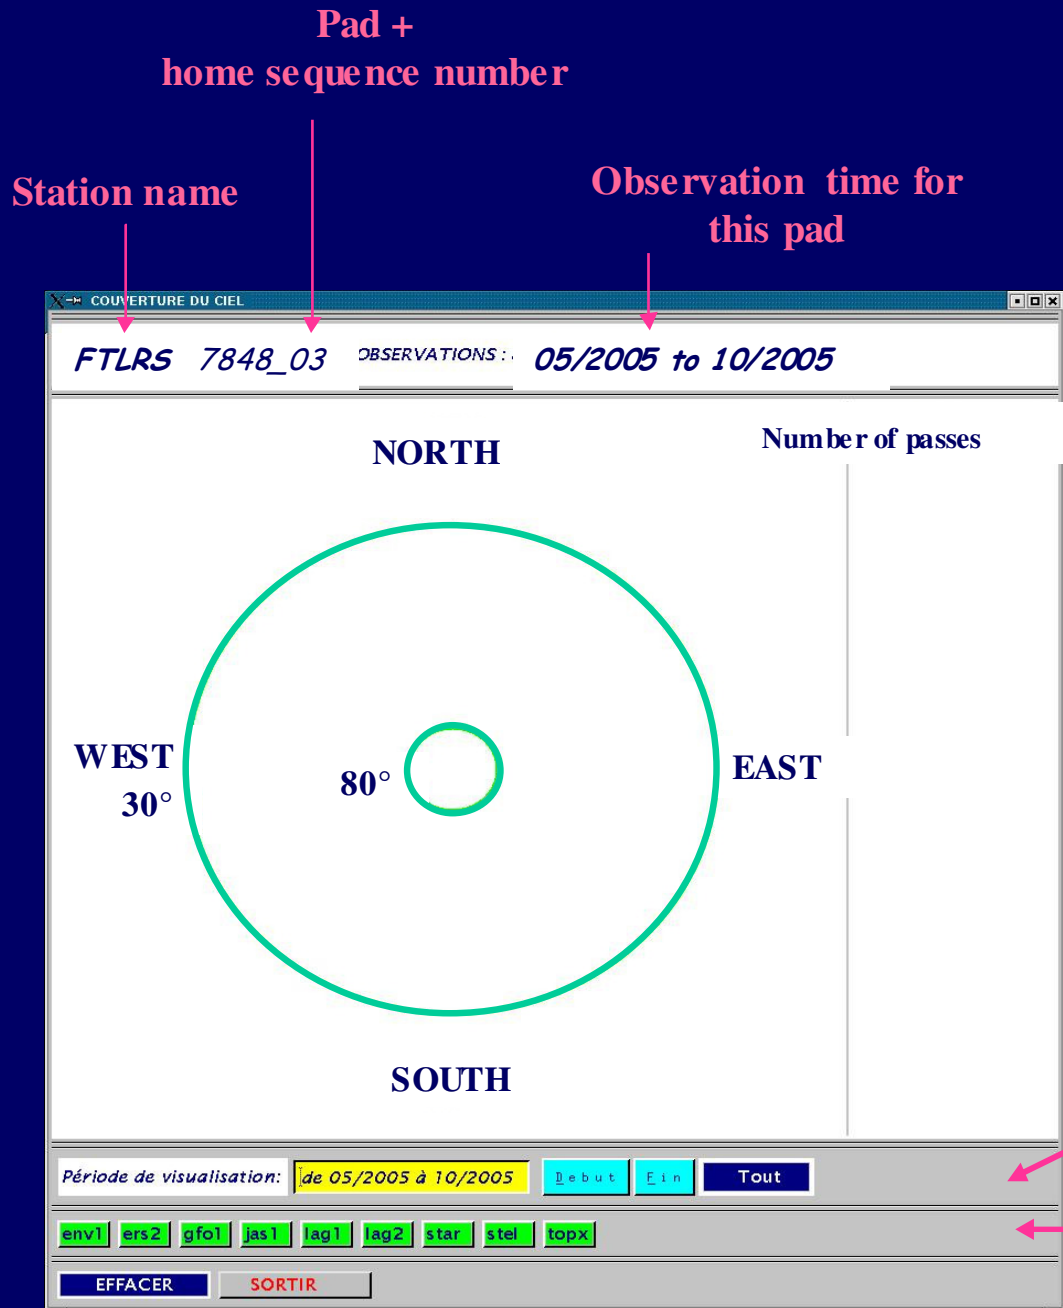 Pad +
home sequence number
Station name
Observation time for
this pad
COUVERTURE DU CIEL
FTLRS 7848_03 OBSERVATIONS : 05/2005 to 10/2005
Number of passes
NORTH
WEST
30°
80°
EAST
SOUTH
Période de visualisation: de 05/2005 à 10/2005 Debut Fin Tout
env1 ers2 gfo1 jas1 lag1 lag2 star stel topx
EFFACER SORTIR